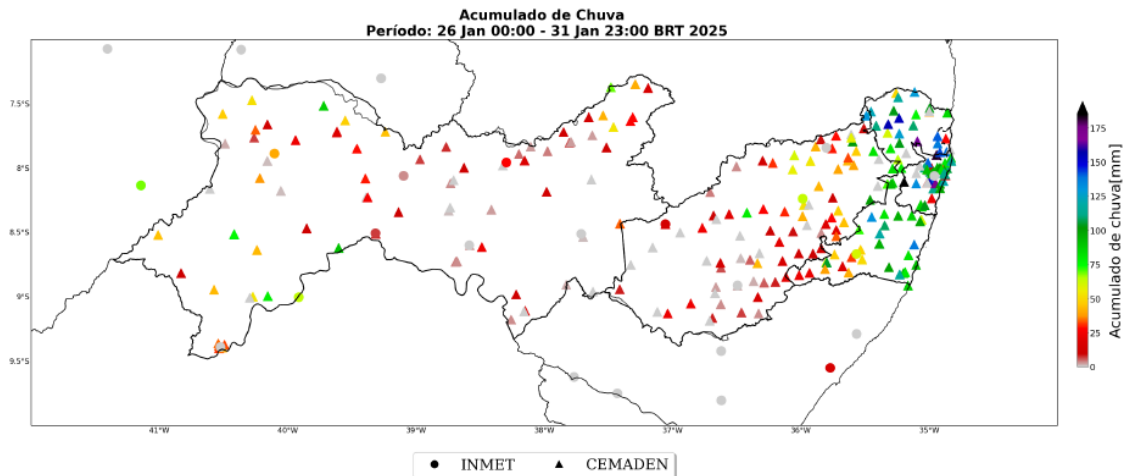 Acumulado de Chuva
Período: 26 Jan 00:00 - 31 Jan 23:00 BRT 2025
7.5°S
8°S
8.5°S
9°S
9.5°S
41°W
40°W
39°W
38°W
37°W
36°W
35°W
175
150
125
100
75
50
25
0
Acumulado de chuva[mm]
INMET
CEMADEN